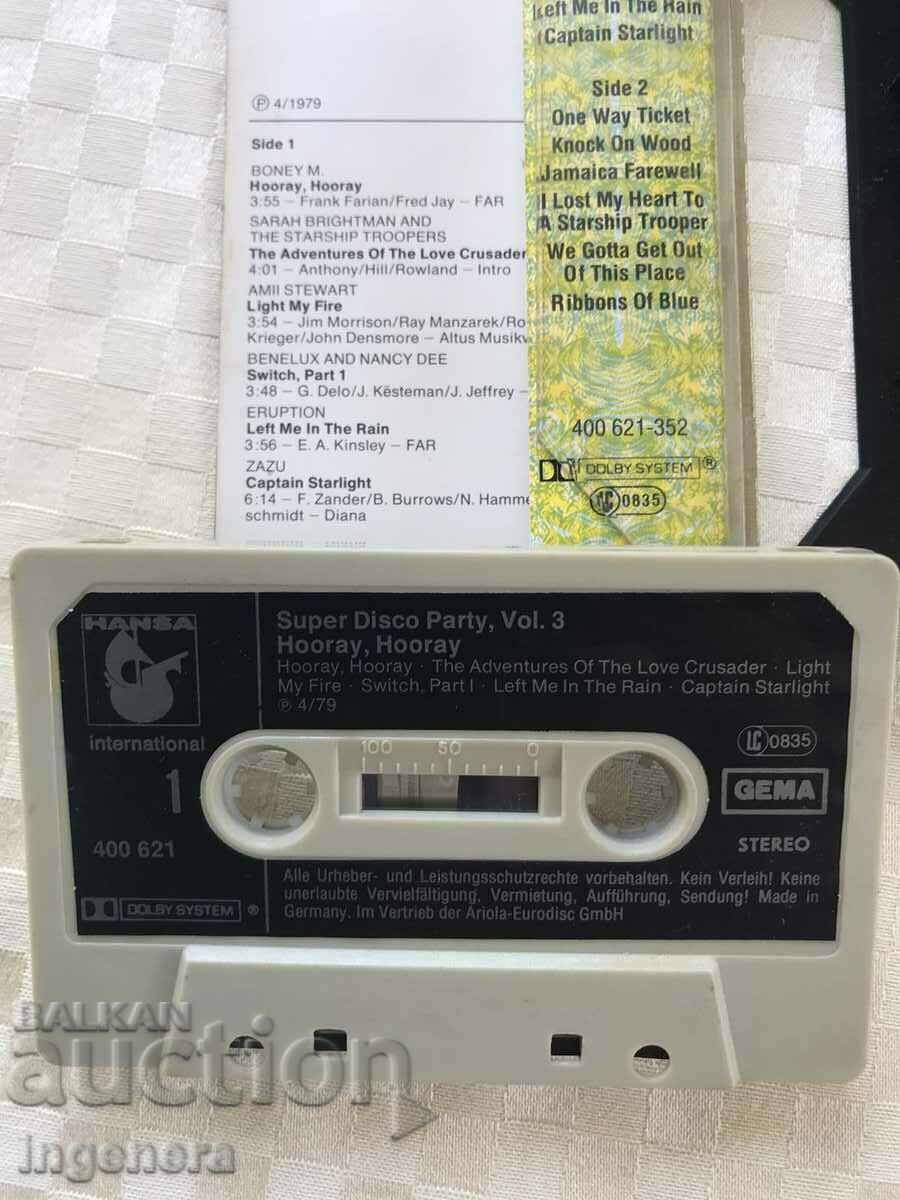 Left Me In The Rain
Captain Starlight
Side 2
One Way Ticket
Knock On Wood
Jamaica Farewell
I Lost My Heart To
A Starship Trooper
We Gotta Get Out
Of This Place
Ribbons Of Blue
400 621-352
DOLBY SYSTEM ®
LC 0835
℗ 4/1979
Side 1
BONEY M.
Hooray, Hooray
3:55 – Frank Farian/Fred Jay – FAR
SARAH BRIGHTMAN AND
THE STARSHIP TROOPERS
The Adventures Of The Love Crusader
4:01 – Anthony/Hill/Rowland – Intro
AMII STEWART
Light My Fire
3:54 – Jim Morrison/Ray Manzarek/Ro
Krieger/John Densmore – Altus Musikv
BENELUX AND NANCY DEE
Switch, Part 1
3:48 – G. Delo/J. Kësteman/J. Jeffrey –
ERUPTION
Left Me In The Rain
3:56 – E. A. Kinsley – FAR
ZAZU
Captain Starlight
6:14 – F. Zander/B. Burrows/N. Hamme
schmidt – Diana
HANSA
international
1
400 621
DOLBY SYSTEM ®
Super Disco Party, Vol. 3
Hooray, Hooray
Hooray, Hooray · The Adventures Of The Love Crusader · Light
My Fire · Switch, Part I · Left Me In The Rain · Captain Starlight
℗ 4/79
LC 0835
100 50 0
GEMA
STEREO
Alle Urheber- und Leistungsschutzrechte vorbehalten. Kein Verleih! Keine
unerlaubte Vervielfältigung, Vermietung, Aufführung, Sendung! Made in
Germany. Im Vertrieb der Ariola-Eurodisc GmbH
BALKAN
auction
ingenera